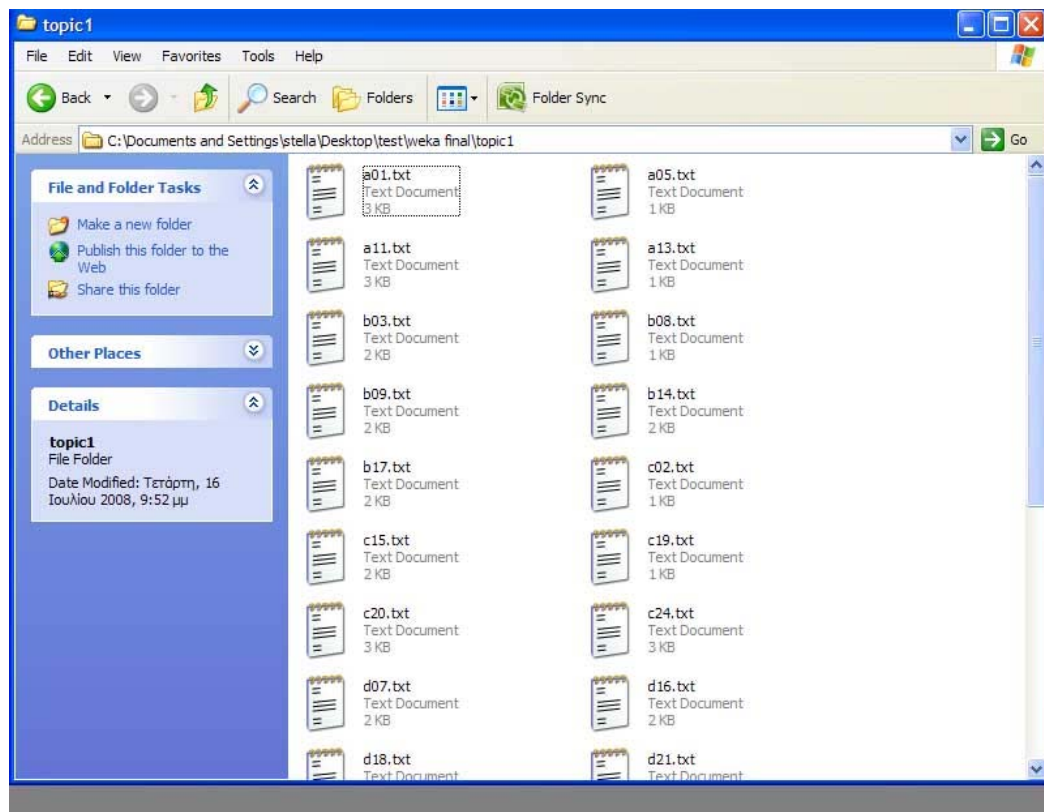 topic1
File Edit View Favorites Tools Help
Back Search Folders Folder Sync
Address C:\Documents and Settings\stella\Desktop\test\weka final\topic1 Go
File and Folder Tasks
Make a new folder
Publish this folder to the
Web
Share this folder
Other Places
Details
topic1
File Folder
Date Modified: Τετάρτη, 16
Ιουλίου 2008, 9:52 μμ
a01.txt
Text Document
3 KB
a05.txt
Text Document
1 KB
a11.txt
Text Document
3 KB
a13.txt
Text Document
1 KB
b03.txt
Text Document
2 KB
b08.txt
Text Document
1 KB
b09.txt
Text Document
2 KB
b14.txt
Text Document
2 KB
b17.txt
Text Document
2 KB
c02.txt
Text Document
1 KB
c15.txt
Text Document
2 KB
c19.txt
Text Document
1 KB
c20.txt
Text Document
3 KB
c24.txt
Text Document
3 KB
d07.txt
Text Document
2 KB
d16.txt
Text Document
2 KB
d18.txt
Text Document
d21.txt
Text Document